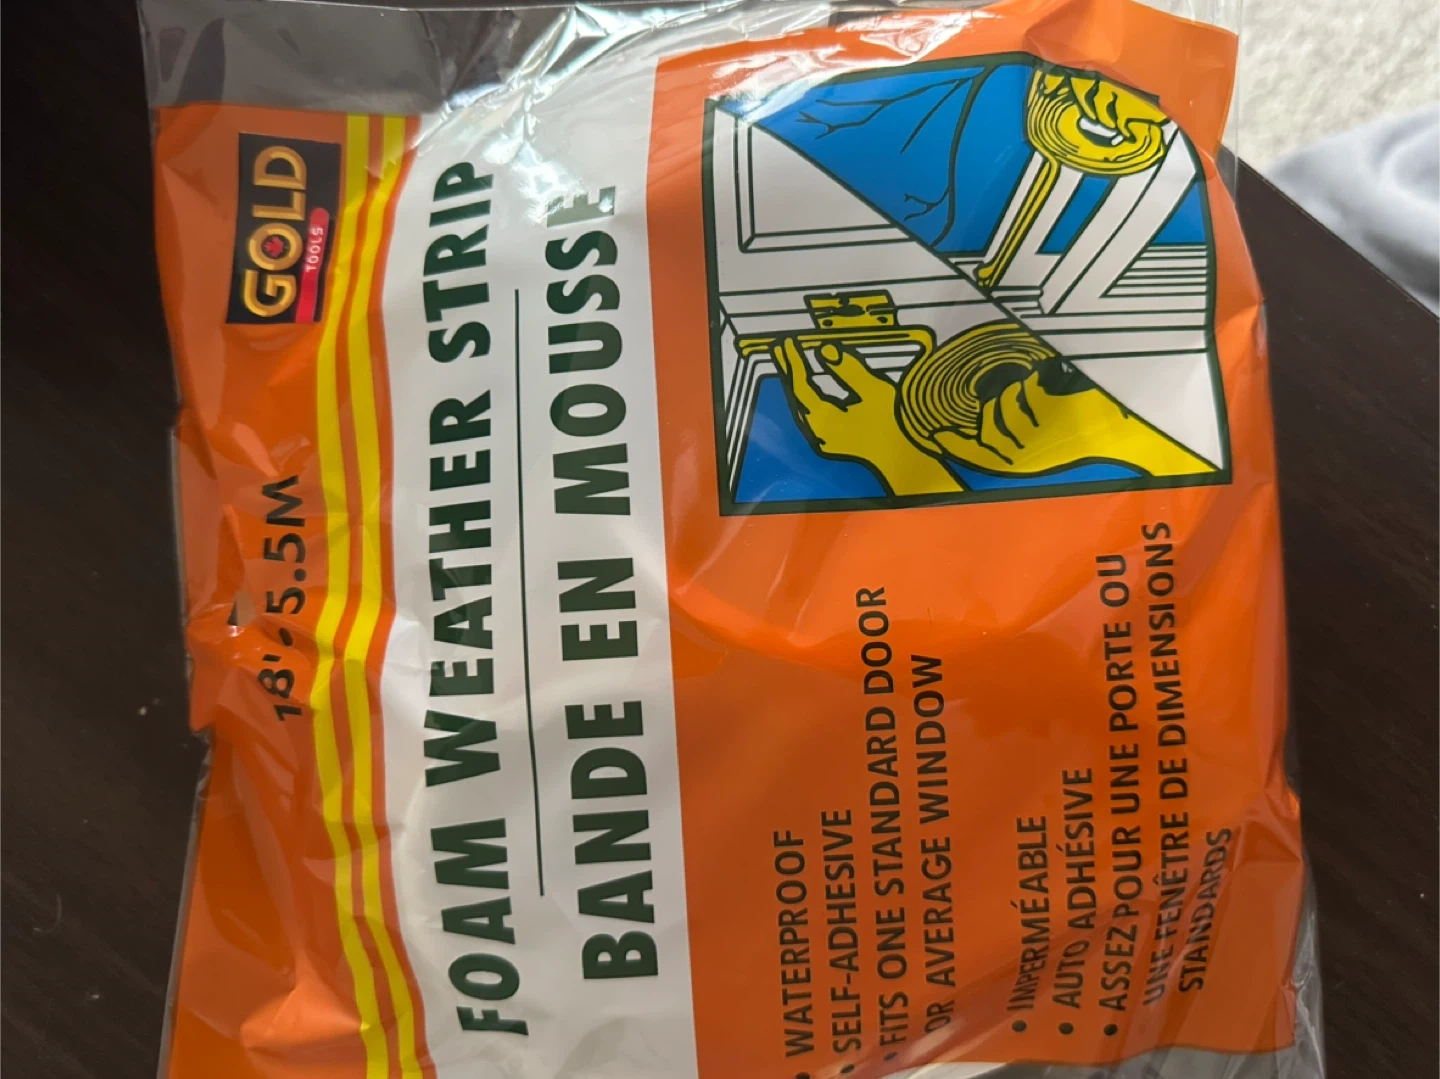 GOLD
TOOLS
18'・5.5M
FOAM WEATHER STRIP
BANDE EN MOUSSE
• WATERPROOF
• SELF-ADHESIVE
• FITS ONE STANDARD DOOR
OR AVERAGE WINDOW
• IMPERMÉABLE
• AUTO ADHÉSIVE
• ASSEZ POUR UNE PORTE OU
UNE FENÊTRE DE DIMENSIONS
STANDARDS